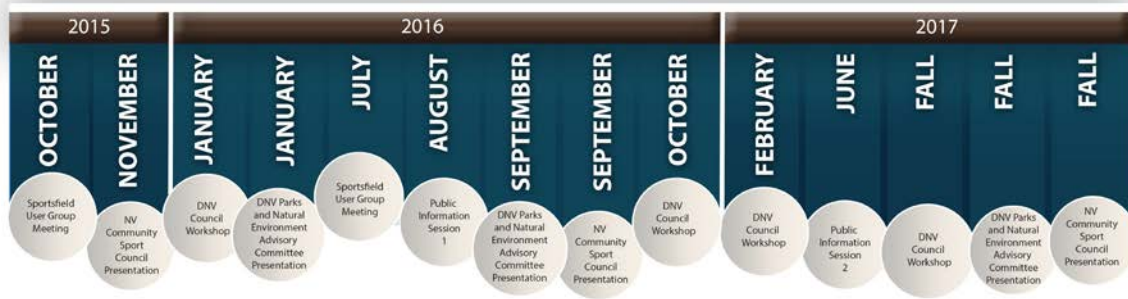 2015
2016
2017
OCTOBER
NOVEMBER
JANUARY
JANUARY
JULY
AUGUST
SEPTEMBER
SEPTEMBER
OCTOBER
FEBRUARY
JUNE
FALL
FALL
FALL
Sportsfield
User Group
Meeting
NV
Community
Sport
Council
Presentation
DNV
Council
Workshop
DNV Parks
and Natural
Environment
Advisory
Committee
Presentation
Sportsfield
User Group
Meeting
Public
Information
Session
1
DNV Parks
and Natural
Environment
Advisory
Committee
Presentation
NV
Community
Sport
Council
Presentation
DNV
Council
Workshop
DNV
Council
Workshop
Public
Information
Session
2
DNV
Council
Workshop
DNV Parks
and Natural
Environment
Advisory
Committee
Presentation
NV
Community
Sport
Council
Presentation